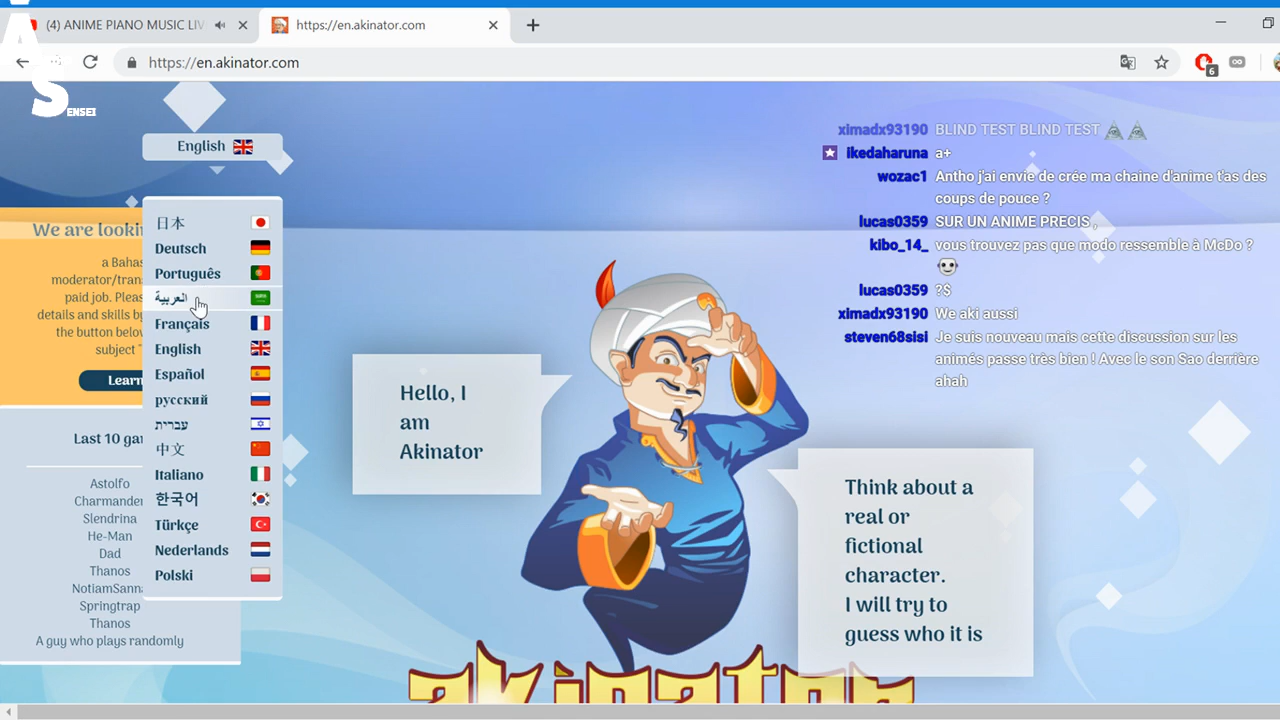 (4) ANIME PIANO MUSIC LIV
https://en.akinator.com
https://en.akinator.com
6
S
ENSEI
English
日本
Deutsch
Português
العربية
Français
English
Español
русский
עברית
中文
Italiano
한국어
Türkçe
Nederlands
Polski
We are looki
a Bahas
moderator/tran
paid job. Pleas
details and skills by
the button below
subject "
Learn
Last 10 ga
Astolfo
Charmander
Slendrina
He-Man
Dad
Thanos
NotiamSann
Springtrap
Thanos
A guy who plays randomly
Hello, I
am
Akinator
Think about a
real or
fictional
character.
I will try to
guess who it is
akinator
ximadx93190 BLIND TEST BLIND TEST
ikedaharuna a+
wozac1 Antho j'ai envie de crée ma chaine d'anime t'as des
coups de pouce ?
lucas0359 SUR UN ANIME PRECIS ,
kibo_14_ vous trouvez pas que modo ressemble à McDo ?
lucas0359 ?$
ximadx93190 We aki aussi
steven68sisi Je suis nouveau mais cette discussion sur les
animés passe très bien ! Avec le son Sao derrière
ahah